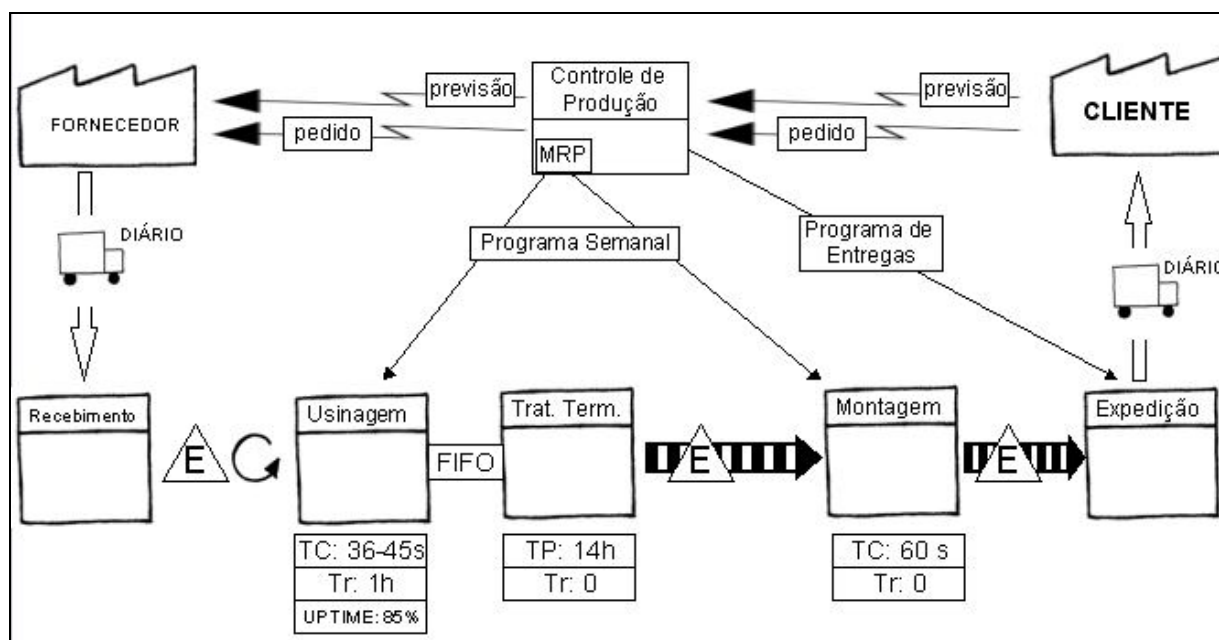 FORNECEDOR
previsão
pedido
Controle de
Produção
MRP
previsão
pedido
CLIENTE
DIÁRIO
Programa Semanal
Programa de
Entregas
DIÁRIO
Recebimento
E
Usinagem
FIFO
Trat. Term.
E
Montagem
E
Expedição
TC: 36-45s
Tr: 1h
UPTIME: 85%
TP: 14h
Tr: 0
TC: 60 s
Tr: 0